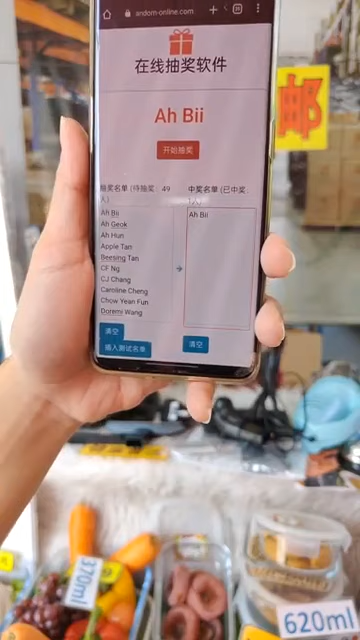 andom-online.com
在线抽奖软件
Ah Bii
开始抽奖
抽奖名单 (待抽奖 : 49
人)
中奖名单 (已中奖 :
1人)
Ah Bii
Ah Geok
Ah Hun
Apple Tan
Beesing Tan
CF Ng
CJ Chang
Caroline Cheng
Chow Yean Fun
Doremi Wang
Ah Bii
清空
插入测试名单
清空
邮
370ml
620ml